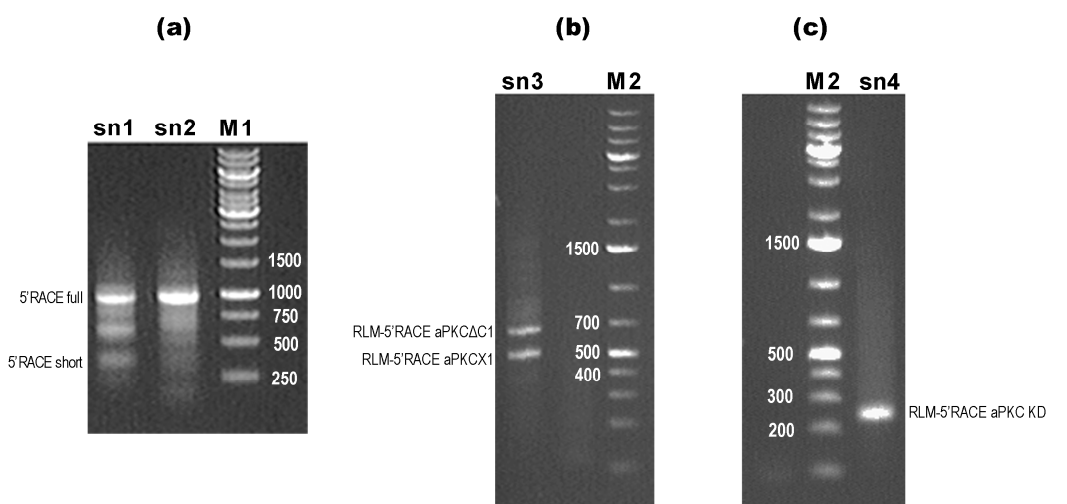 (a)
(b)
(c)
sn1 sn2 M1
sn3 M2
M2 sn4
1500
1000
750
500
250
5'RACE full
5'RACE short
1500
700
500
400
RLM-5'RACE aPKCΔC1
RLM-5'RACE aPKCX1
1500
500
300
200
RLM-5'RACE aPKC KD